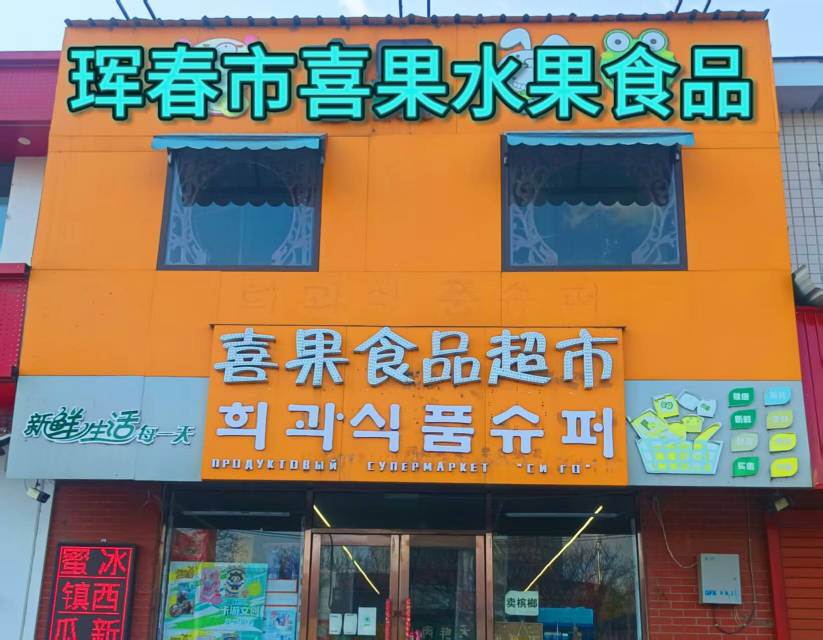 珲春市喜果水果食品
喜果食品超市
희과식품슈퍼
ПРОДУКТОВЫЙ СУПЕРМАРКЕТ "СИ ГО"
新鲜生活每一天
冰西新
蜜镇瓜
卖槟榔